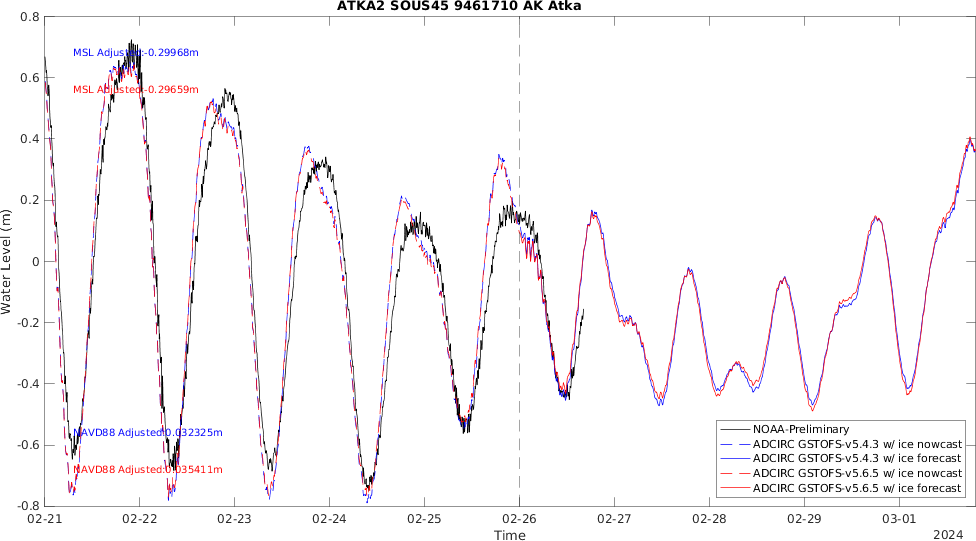 ATKA2 SOUS45 9461710 AK Atka
0.8
0.6
0.4
0.2
0
-0.2
-0.4
-0.6
-0.8
Water Level (m)
MSL Adjusted:-0.29968m
MSL Adjusted:-0.29659m
NAVD88 Adjusted:0.032325m
NAVD88 Adjusted:0.035411m
NOAA-Preliminary
ADCIRC GSTOFS-v5.4.3 w/ ice nowcast
ADCIRC GSTOFS-v5.4.3 w/ ice forecast
ADCIRC GSTOFS-v5.6.5 w/ ice nowcast
ADCIRC GSTOFS-v5.6.5 w/ ice forecast
02-21 02-22 02-23 02-24 02-25 02-26 02-27 02-28 02-29 03-01
Time
2024